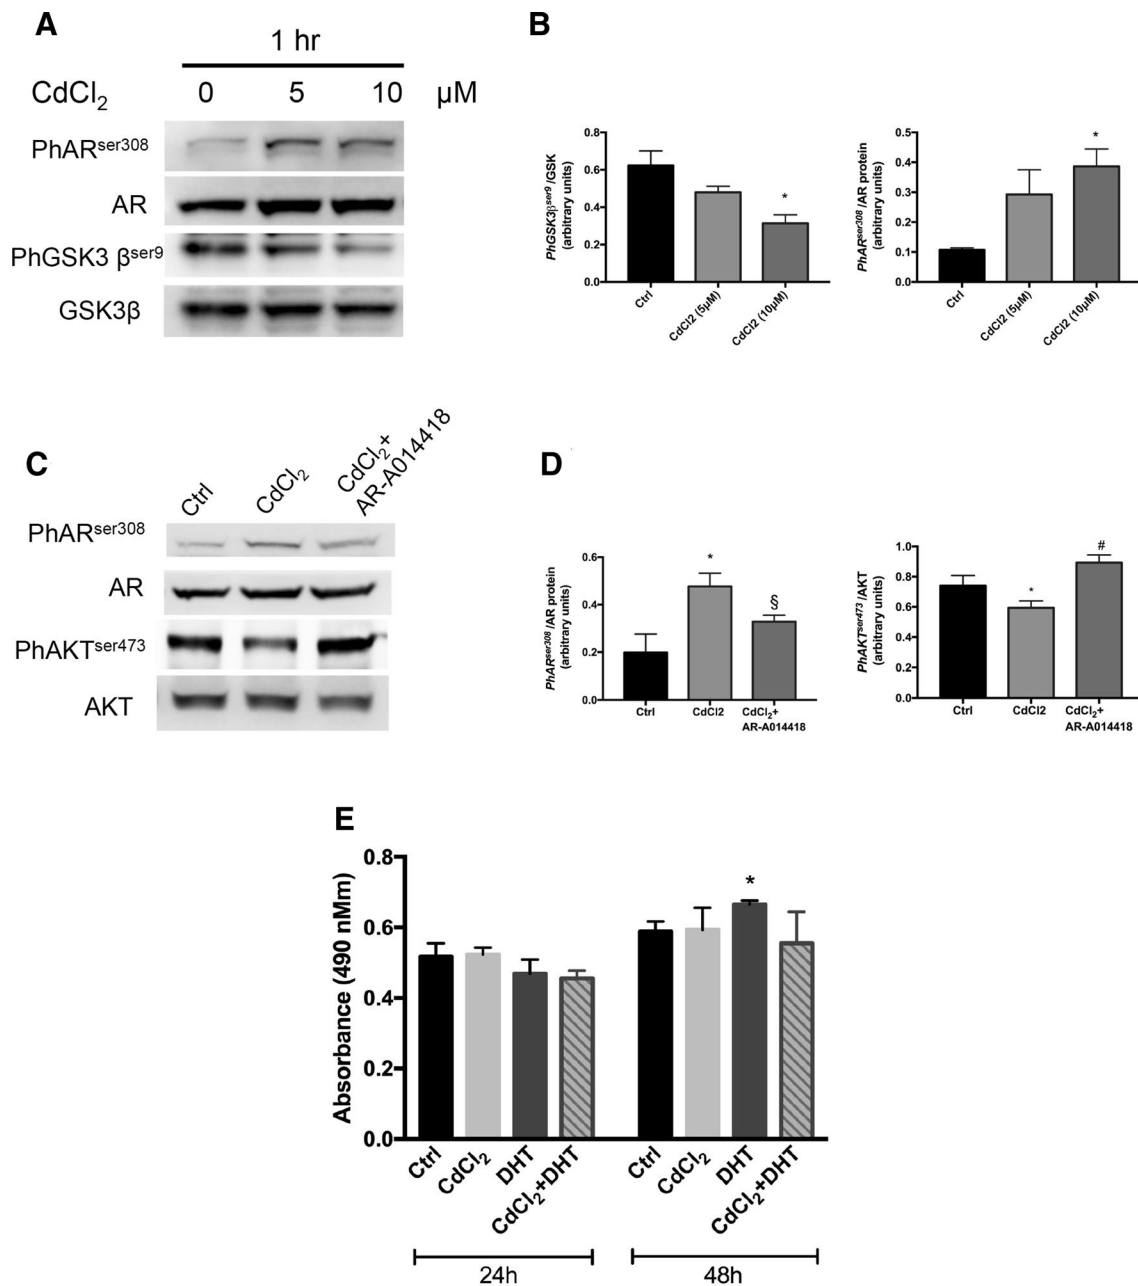 A
1 hr
CdCl₂ 0 5 10 μM
PhARser308
AR
PhGSK3 βser9
GSK3β
B
PhGSK3βser9/GSK
(arbitrary units)
0.8
0.6
0.4
0.2
0.0
*
Ctrl
CdCl2 (5μM)
CdCl2 (10μM)
PhARser308/AR protein
(arbitrary units)
0.5
0.4
0.3
0.2
0.1
0.0
*
Ctrl
CdCl2 (5μM)
CdCl2 (10μM)
C
Ctrl
CdCl₂
CdCl₂+
AR-A014418
PhARser308
AR
PhAKTser473
AKT
D
PhARser308/AR protein
(arbitrary units)
0.6
0.4
0.2
0.0
*
§
Ctrl
CdCl2
CdCl₂+
AR-A014418
PhAKTser473/AKT
(arbitrary units)
1.0
0.8
0.6
0.4
0.2
0.0
*
#
Ctrl
CdCl2
CdCl₂+
AR-A014418
E
Absorbance (490 nMm)
0.8
0.6
0.4
0.2
0.0
*
Ctrl
CdCl₂
DHT
CdCl₂+DHT
Ctrl
CdCl₂
DHT
CdCl₂+DHT
24h
48h